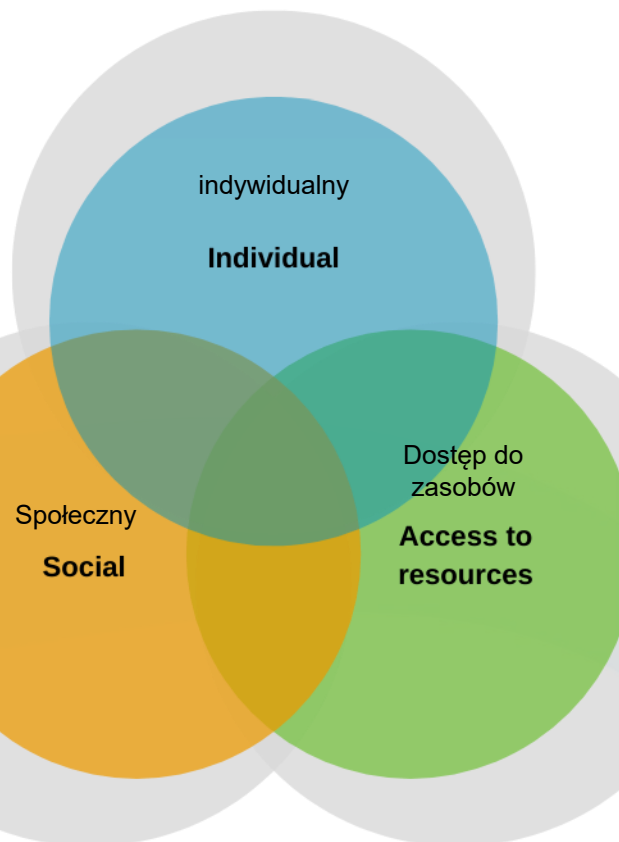 indywidualny
Individual
Dostęp do
zasobów
Access to
resources
Społeczny
Social